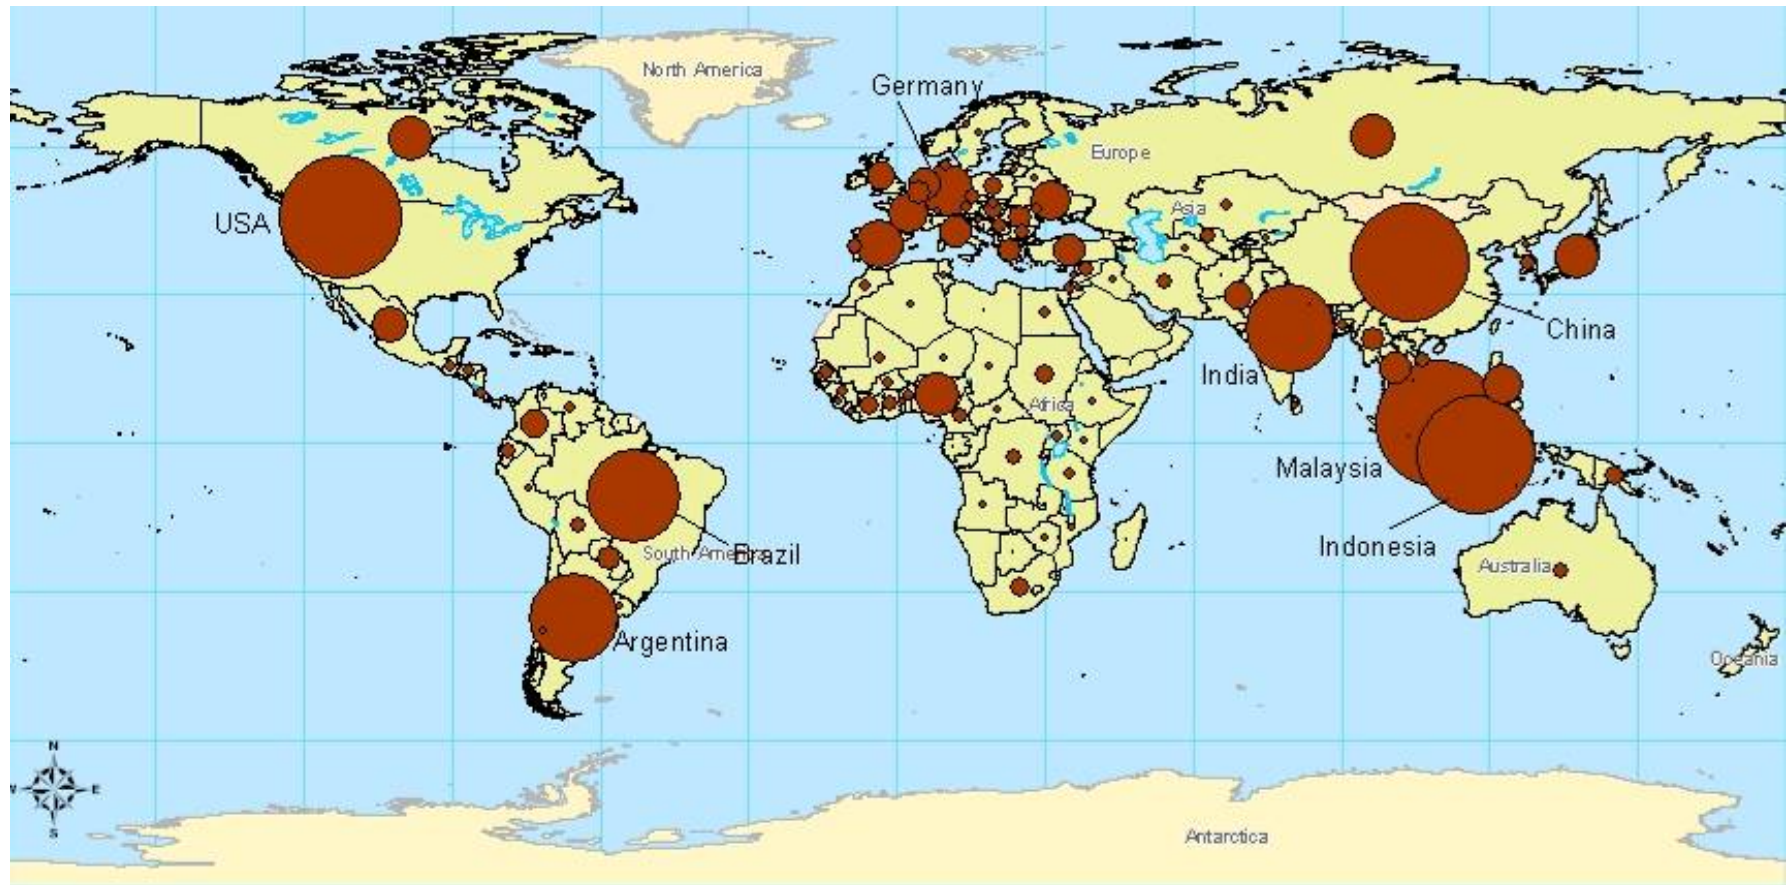 North America
Germany
Europe
USA
Asia
China
India
Africa
Malaysia
Indonesia
South America
Brazil
Australia
Argentina
Oceania
N
W E
S
Antarctica